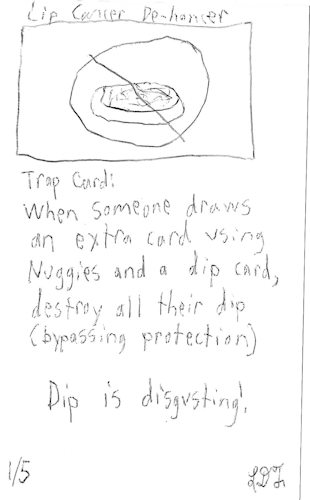 Lip Cancer De-hancer
Trap Card:
When someone draws
an extra card using
Nuggies and a dip card,
destroy all their dip
(bypassing protection)
Dip is disgusting!
1/5